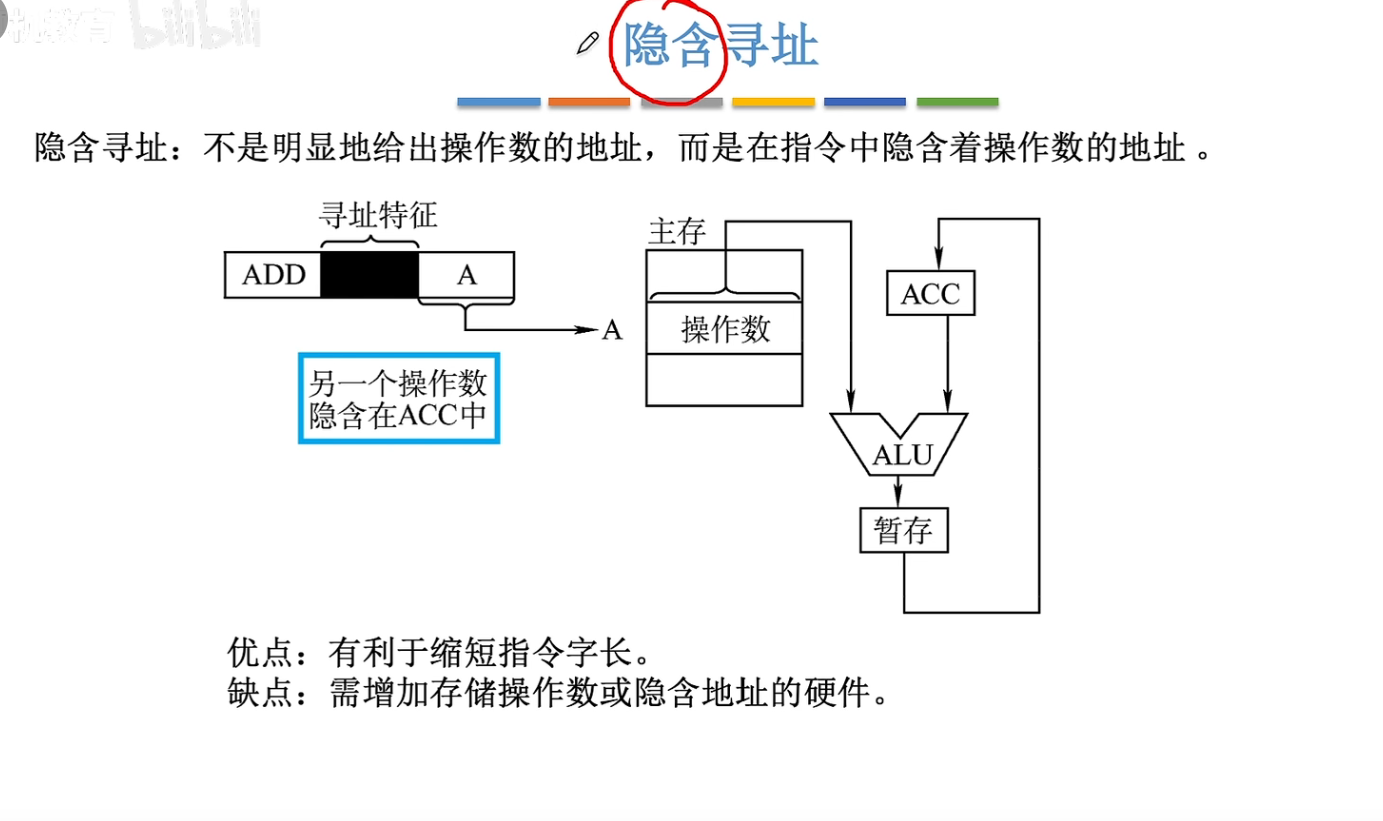 bilibili
隐含寻址
隐含寻址：不是明显地给出操作数的地址，而是在指令中隐含着操作数的地址 。
寻址特征
ADD
A
A
另一个操作数
隐含在ACC中
主存
操作数
ACC
ALU
暂存
优点：有利于缩短指令字长。
缺点：需增加存储操作数或隐含地址的硬件。